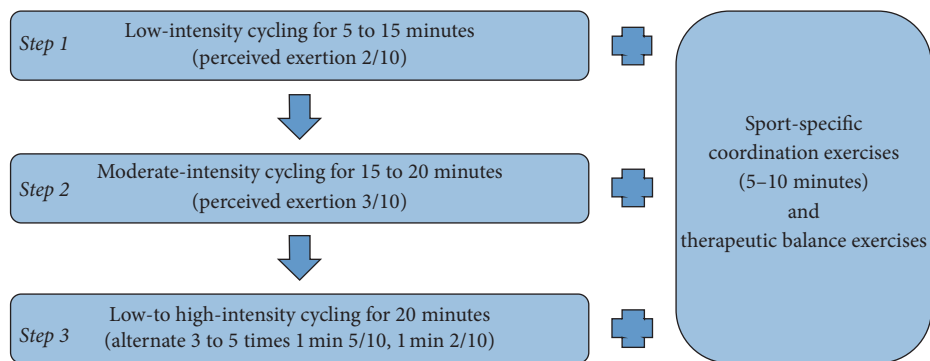 Step 1
Low-intensity cycling for 5 to 15 minutes
(perceived exertion 2/10)
Step 2
Moderate-intensity cycling for 15 to 20 minutes
(perceived exertion 3/10)
Step 3
Low-to high-intensity cycling for 20 minutes
(alternate 3 to 5 times 1 min 5/10, 1 min 2/10)
Sport-specific
coordination exercises
(5–10 minutes)
and
therapeutic balance exercises